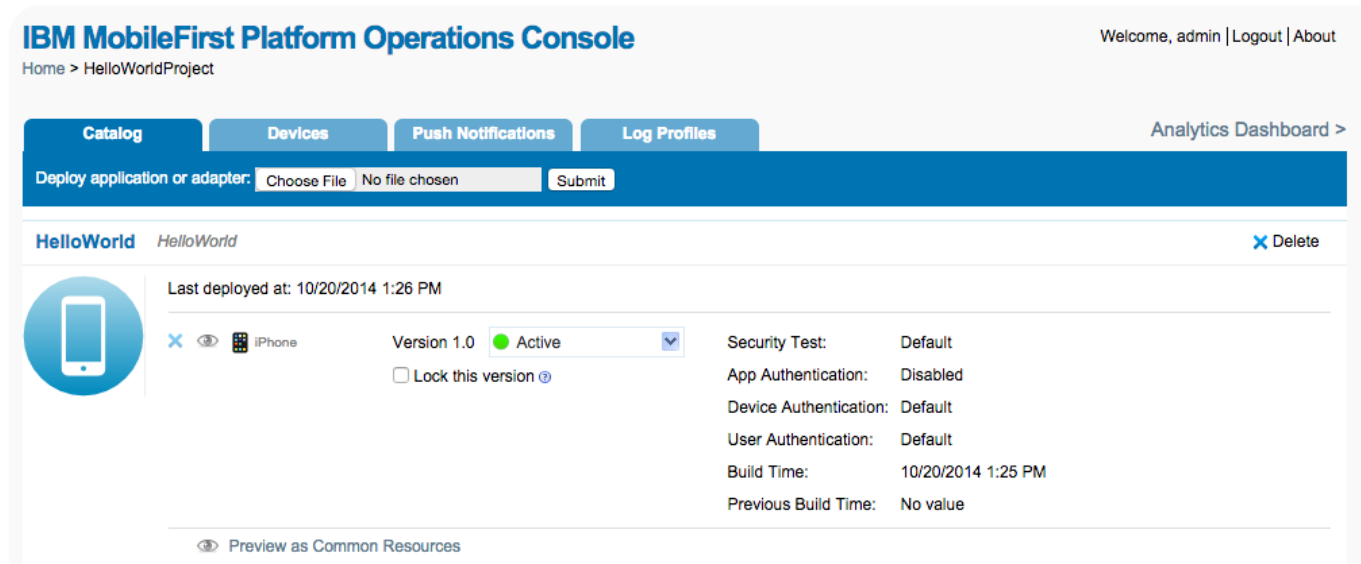 IBM MobileFirst Platform Operations Console
Welcome, admin | Logout | About
Home > HelloWorldProject
Catalog Devices Push Notifications Log Profiles Analytics Dashboard >
Deploy application or adapter: Choose File No file chosen Submit
HelloWorld HelloWorld Delete
Last deployed at: 10/20/2014 1:26 PM
iPhone Version 1.0 Active Security Test: Default
Lock this version ? App Authentication: Disabled
Device Authentication: Default
User Authentication: Default
Build Time: 10/20/2014 1:25 PM
Previous Build Time: No value
Preview as Common Resources